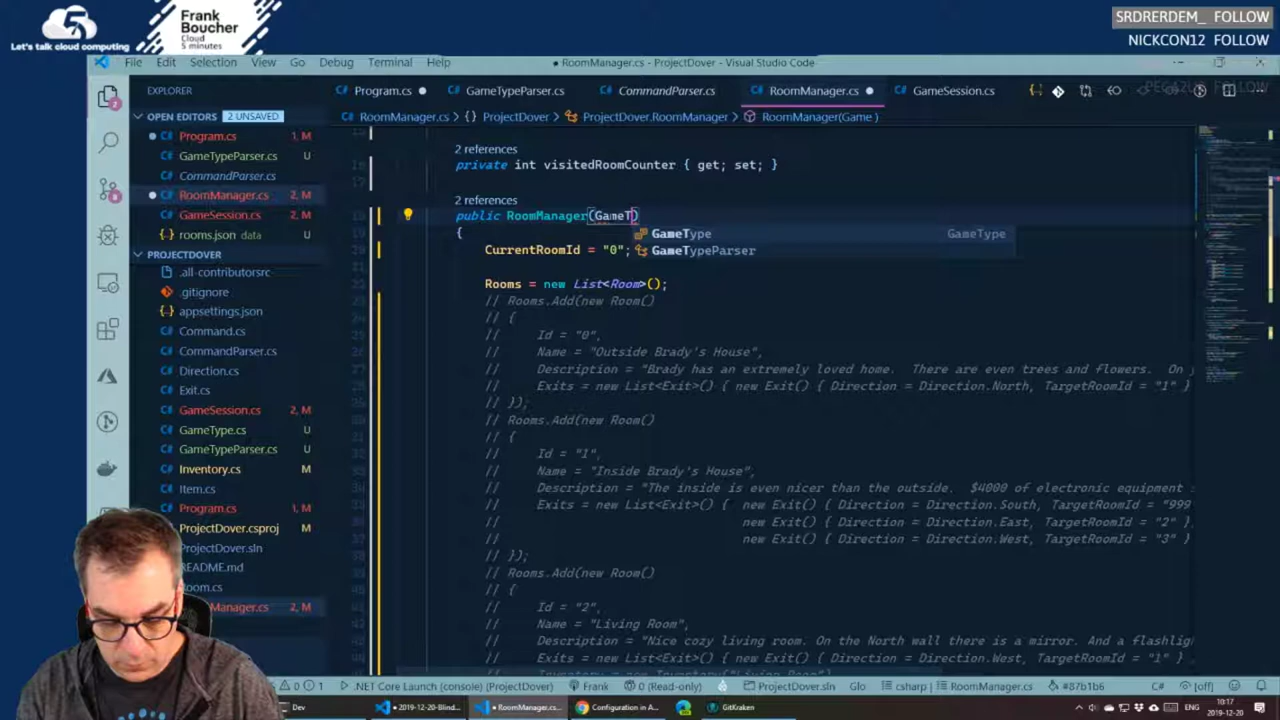 5
Let's talk cloud computing
Frank
Boucher
Cloud
5 minutes
SRDRERDEM_ FOLLOW
NICKCON12 FOLLOW
File Edit Selection View Go Debug Terminal Help
● RoomManager.cs - ProjectDover - Visual Studio Code
EXPLORER
Program.cs
GameTypeParser.cs
CommandParser.cs
RoomManager.cs
GameSession.cs
OPEN EDITORS 2 UNSAVED
RoomManager.cs
ProjectDover
ProjectDover.RoomManager
RoomManager(Game )
Program.cs 1, M
GameTypeParser.cs U
CommandParser.cs
RoomManager.cs 2, M
GameSession.cs 2, M
rooms.json data U
PROJECTDOVER
.all-contributorsrc
.gitignore
appsettings.json
Command.cs
CommandParser.cs
Direction.cs
Exit.cs
GameSession.cs 2, M
GameType.cs U
GameTypeParser.cs U
Inventory.cs M
Item.cs
Program.cs 1, M
ProjectDover.csproj M
ProjectDover.sln
README.md
Room.cs
Manager.cs 2, M
2 references
private int visitedRoomCounter { get; set; }
2 references
public RoomManager(GameT)
{
GameType GameType
GameTypeParser
CurrentRoomId = "0";
Rooms = new List<Room>();
// Rooms.Add(new Room()
// {
// Id = "0",
// Name = "Outside Brady's House",
// Description = "Brady has an extremely loved home. There are even trees and flowers. On
// Exits = new List<Exit>() { new Exit() { Direction = Direction.North, TargetRoomId = "1" }
// });
// Rooms.Add(new Room()
// {
// Id = "1",
// Name = "Inside Brady's House",
// Description = "The inside is even nicer than the outside. $4000 of electronic equipment
// Exits = new List<Exit>() { new Exit() { Direction = Direction.South, TargetRoomId = "999
// new Exit() { Direction = Direction.East, TargetRoomId = "2"
// new Exit() { Direction = Direction.West, TargetRoomId = "3"
// });
// Rooms.Add(new Room()
// {
// Id = "2",
// Name = "Living Room",
// Description = "Nice cozy living room. On the North wall there is a mirror. And a flashlig
// Exits = new List<Exit>() { new Exit() { Direction = Direction.West, TargetRoomId = "1" }
// Inventory = new Inventory("Living Room")
0 1 .NET Core Launch (console) (ProjectDover) Frank 0 (Read-only) ProjectDover.sln Glo csharp | RoomManager.cs #87b1b6 C# [off]
Dev
● 2019-12-20-Blind...
● RoomManager.cs...
Configuration in A...
GitKraken
10:17
2019-12-20